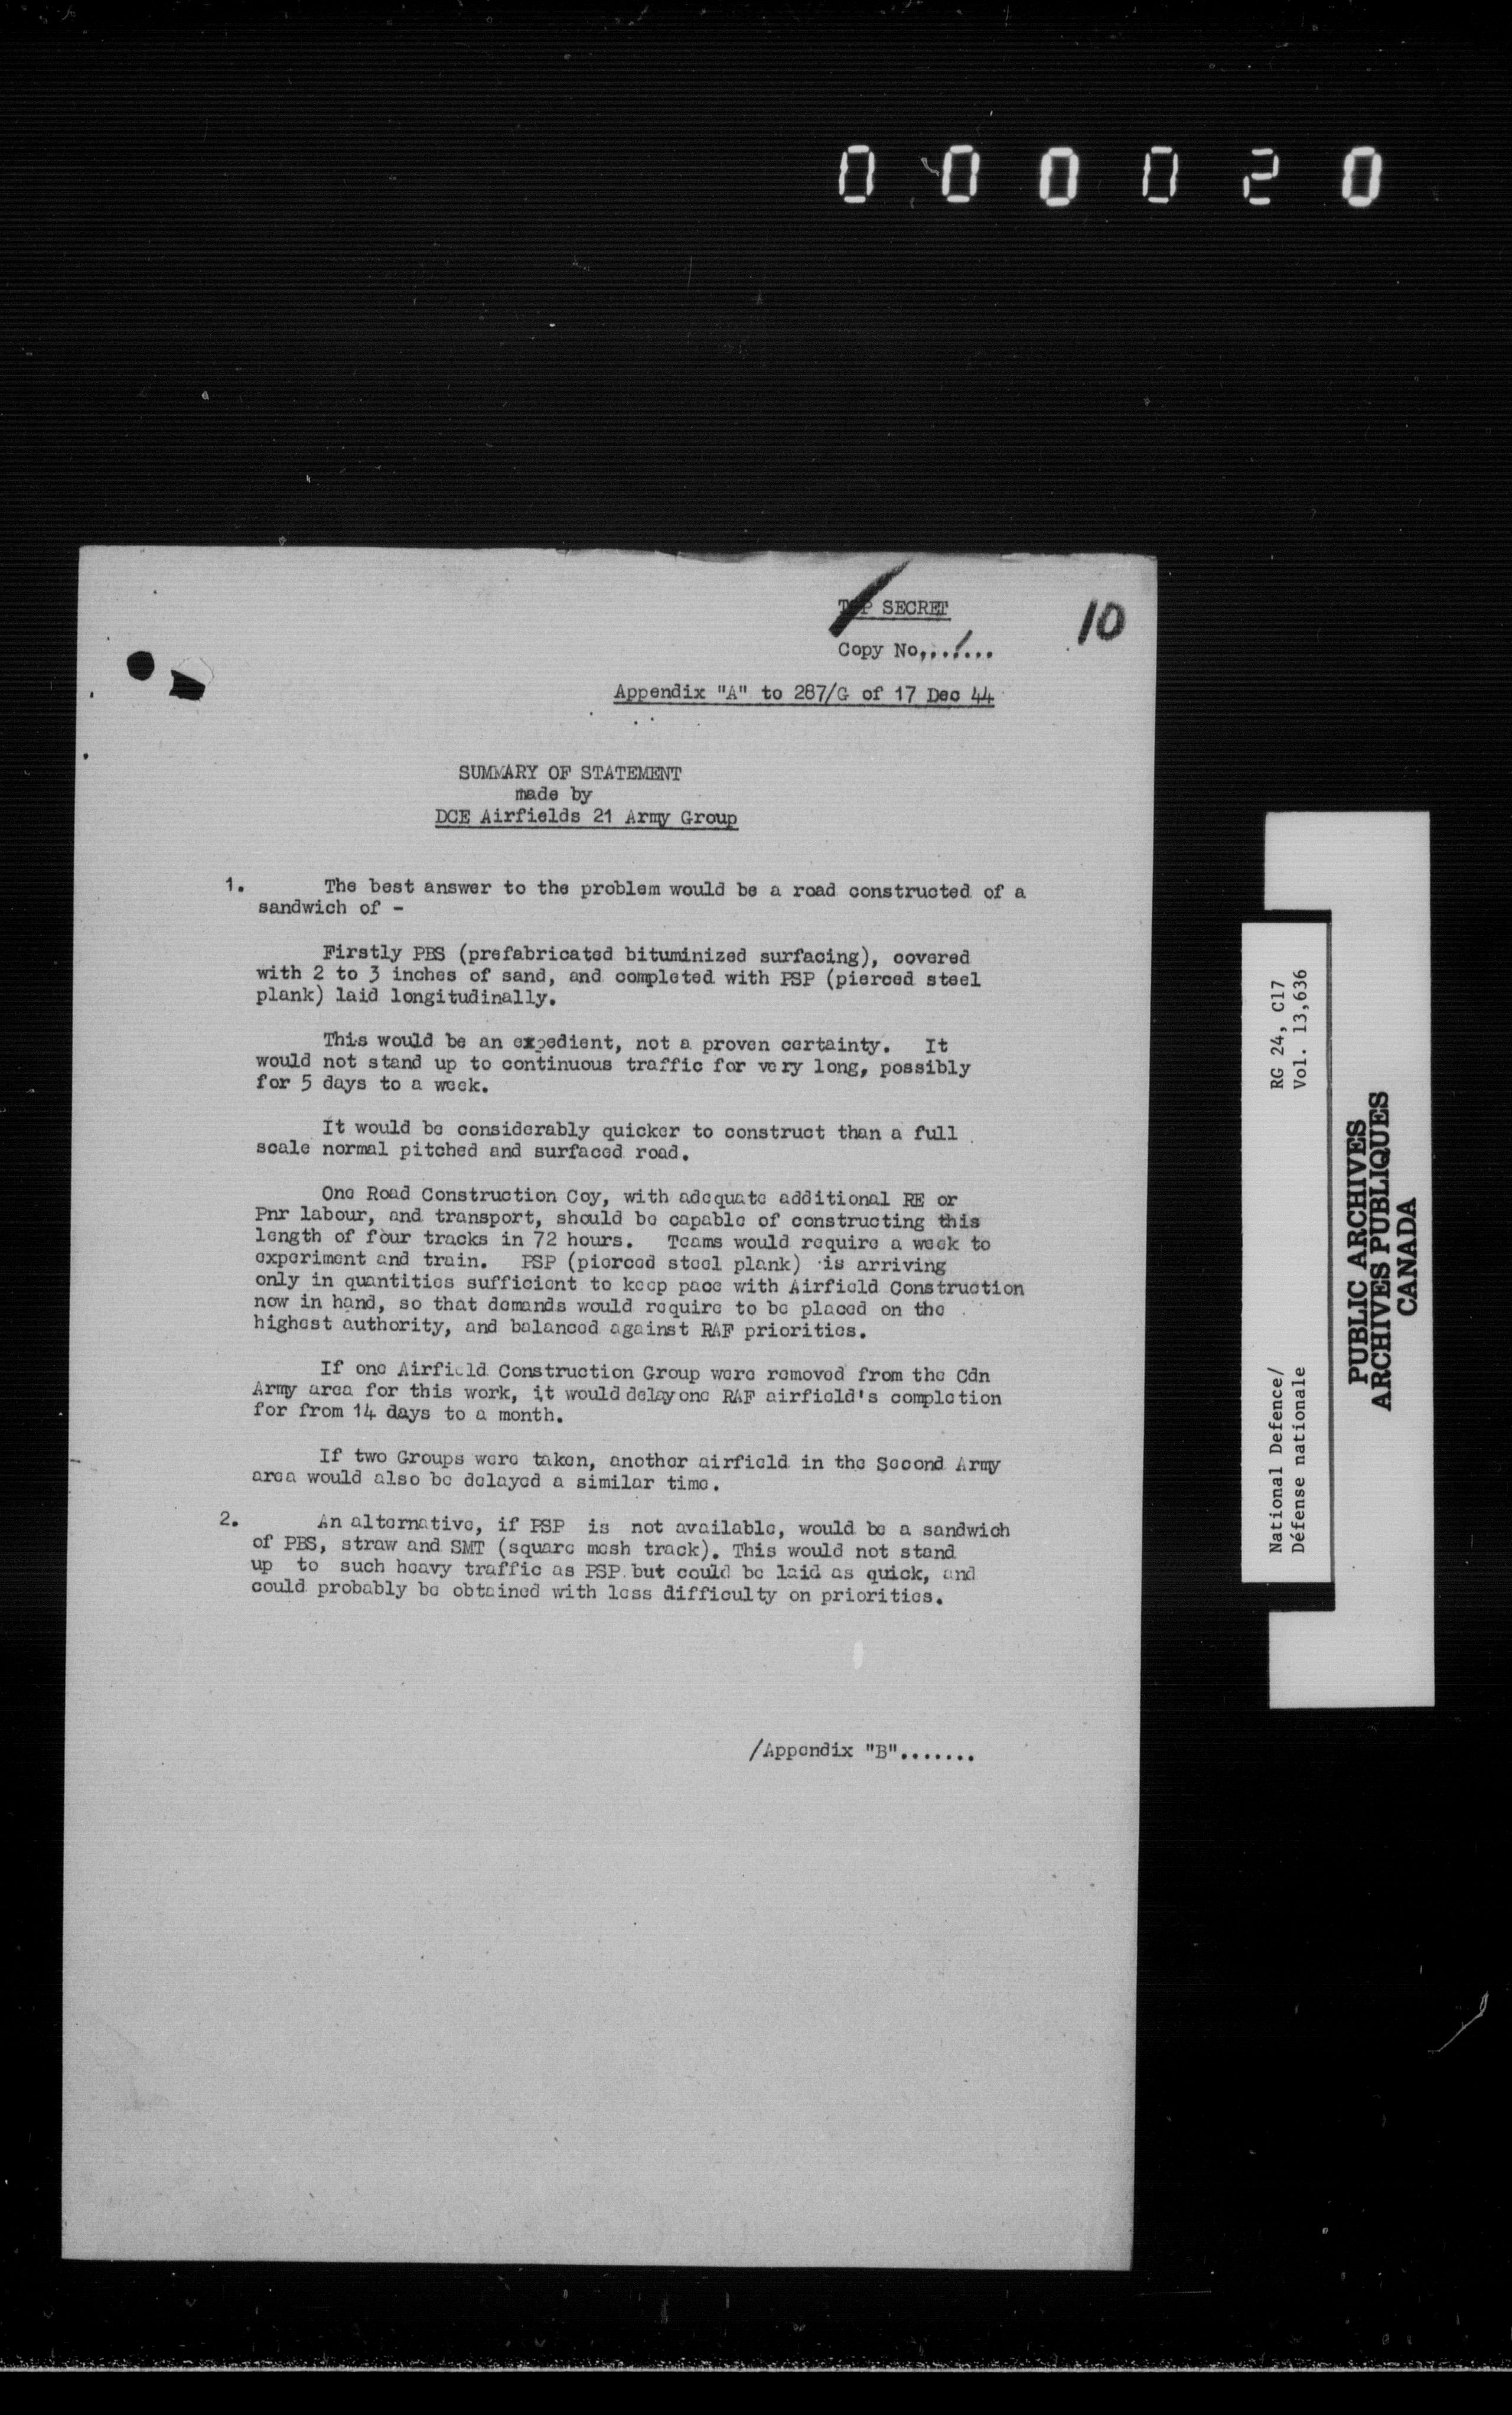 000020
TOP SECRET
10
Copy No.......
Appendix "A" to 287/G of 17 Dec 44
SUMMARY OF STATEMENT
made by
DCE Airfields 21 Army Group
1. The best answer to the problem would be a road constructed of a
sandwich of -
Firstly PBS (prefabricated bituminized surfacing), covered
with 2 to 3 inches of sand, and completed with PSP (pierced steel
plank) laid longitudinally.
This would be an expedient, not a proven certainty. It
would not stand up to continuous traffic for very long, possibly
for 5 days to a week.
It would be considerably quicker to construct than a full
scale normal pitched and surfaced road.
One Road Construction Coy, with adequate additional RE or
Pnr labour, and transport, should be capable of constructing this
length of four tracks in 72 hours. Teams would require a week to
experiment and train. PSP (pierced steel plank) is arriving
only in quantities sufficient to keep pace with Airfield Construction
now in hand, so that demands would require to be placed on the
highest authority, and balanced against RAF priorities.
If one Airfield Construction Group were removed from the Cdn
Army area for this work, it would delay one RAF airfield's completion
for from 14 days to a month.
If two Groups were taken, another airfield in the Second Army
area would also be delayed a similar time.
2. An alternative, if PSP is not available, would be a sandwich
of PBS, straw and SMT (square mesh track). This would not stand
up to such heavy traffic as PSP but could be laid as quick, and
could probably be obtained with less difficulty on priorities.
/Appendix "B".......
National Defence/ RG 24, C17
Défense nationale Vol. 13,636
PUBLIC ARCHIVES
ARCHIVES PUBLIQUES
CANADA